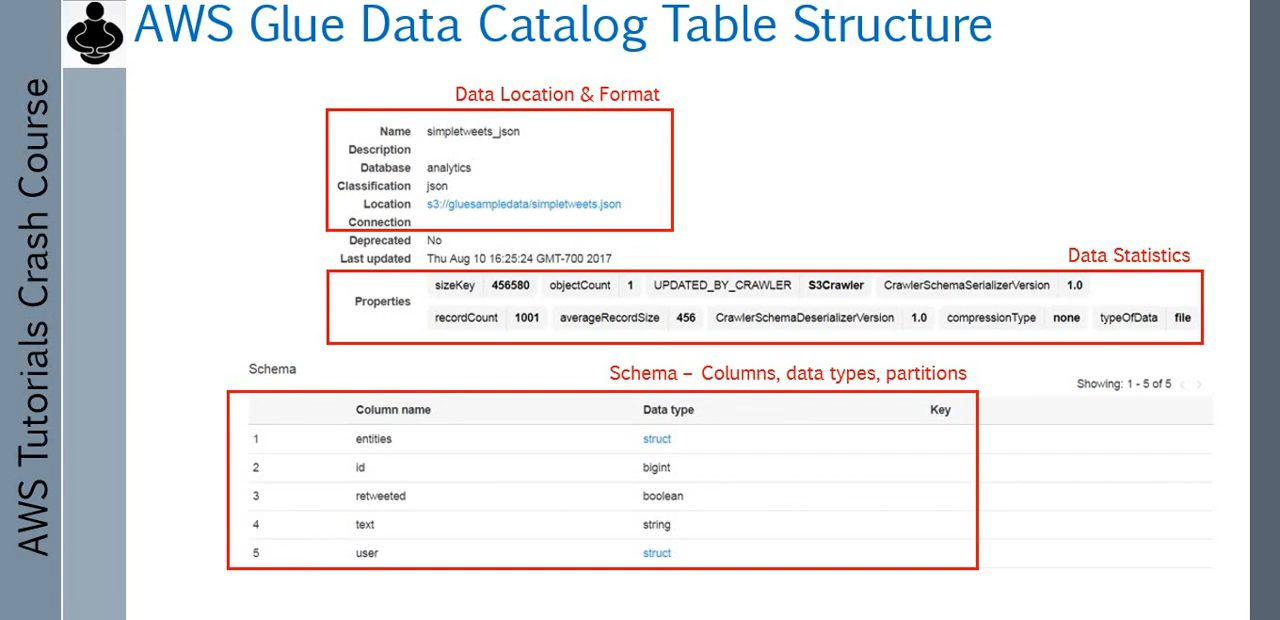 AWS Tutorials Crash Course
AWS Glue Data Catalog Table Structure
Data Location & Format
Name simpletweets_json
Description
Database analytics
Classification json
Location s3://gluesampledata/simpletweets.json
Connection
Deprecated No
Last updated Thu Aug 10 16:25:24 GMT-700 2017
Data Statistics
Properties
sizeKey 456580 objectCount 1 UPDATED_BY_CRAWLER S3Crawler CrawlerSchemaSerializerVersion 1.0
recordCount 1001 averageRecordSize 456 CrawlerSchemaDeserializerVersion 1.0 compressionType none typeOfData file
Schema
Schema – Columns, data types, partitions
Showing: 1 - 5 of 5 < >
Column name Data type Key
1 entities struct
2 id bigint
3 retweeted boolean
4 text string
5 user struct